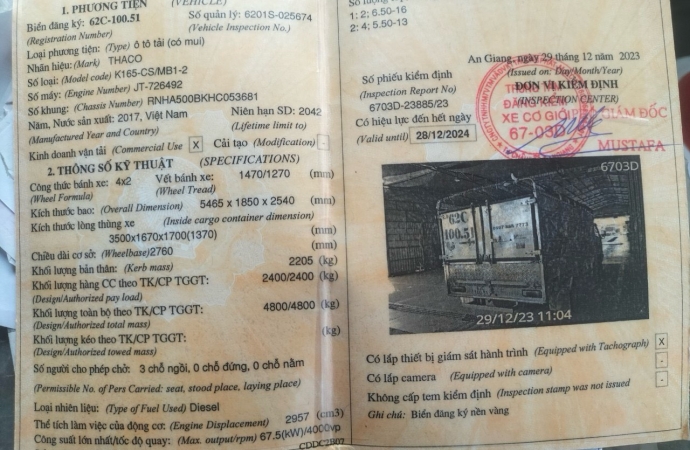 1. PHƯƠNG TIỆN
Biển đăng ký: 62C-100.51
(Registration Number)
Số quản lý: 6201S-025674
(Vehicle Inspection No.)
Loại phương tiện: (Type) ô tô tải (có mui)
Nhãn hiệu: (Mark) THACO
Số loại: (Model code) K165-CS/MB1-2
Số máy: (Engine Number) JT-726492
Số khung: (Chassis Number) RNHA500BKHC053681
Năm, Nước sản xuất: 2017, Việt Nam
Niên hạn SD: 2042
(Manufactured Year and Country)
(Lifetime limit to)
Kinh doanh vận tải (Commercial Use X
Cải tạo (Modification) -
2. THÔNG SỐ KỸ THUẬT
(SPECIFICATIONS)
Công thức bánh xe: 4x2
Vết bánh xe: 1470/1270 (mm)
(Wheel Formula)
(Wheel Tread)
Kích thước bao: (Overall Dimension) 5465 x 1850 x 2540 (mm)
Kích thước lòng thùng xe (Inside cargo container dimension)
3500x1670x1700(1370) (mm)
Chiều dài cơ sở: (Wheelbase)2760 (mm)
Khối lượng bản thân: (Kerb mass) 2205 (kg)
Khối lượng hàng CC theo TK/CP TGGT: 2400/2400 (kg)
(Design/Authorized pay load)
Khối lượng toàn bộ theo TK/CP TGGT: 4800/4800 (kg)
(Design/Authorized total mass)
Khối lượng kéo theo TK/CP TGGT: (kg)
(Design/Authorized towed mass)
Số người cho phép chở: 3 chỗ ngồi, 0 chỗ đứng, 0 chỗ nằm
(Permissible No. of Pers Carried: seat, stood place, laying place)
Loại nhiên liệu: (Type of Fuel Used) Diesel
Thể tích làm việc của động cơ: (Engine Displacement) 2957 (cm3)
Công suất lớn nhất/tốc độ quay: (Max. output/rpm) 67.5(kW)/4000vp
1; 2; 6.50-16
2: 4; 5.50-13
An Giang, ngày 29 tháng 12 năm 2023
(Issued on: Day/Month/Year)
Số phiếu kiểm định
(Inspection Report No)
6703D-23885/23
Có hiệu lực đến hết ngày
(Valid until) 28/12/2024
ĐƠN VỊ KIỂM ĐỊNH
(INSPECTION CENTER)
XE CƠ GIỚI
67-03D
GIÁM ĐỐC
MUSTAFA
6703D
62C
100.51
29/12/23 11:04
Có lắp thiết bị giám sát hành trình (Equipped with Tachograph) X
Có lắp camera (Equipped with camera) -
Không cấp tem kiểm định (Inspection stamp was not issued -
Ghi chú: Biển đăng ký nền vàng